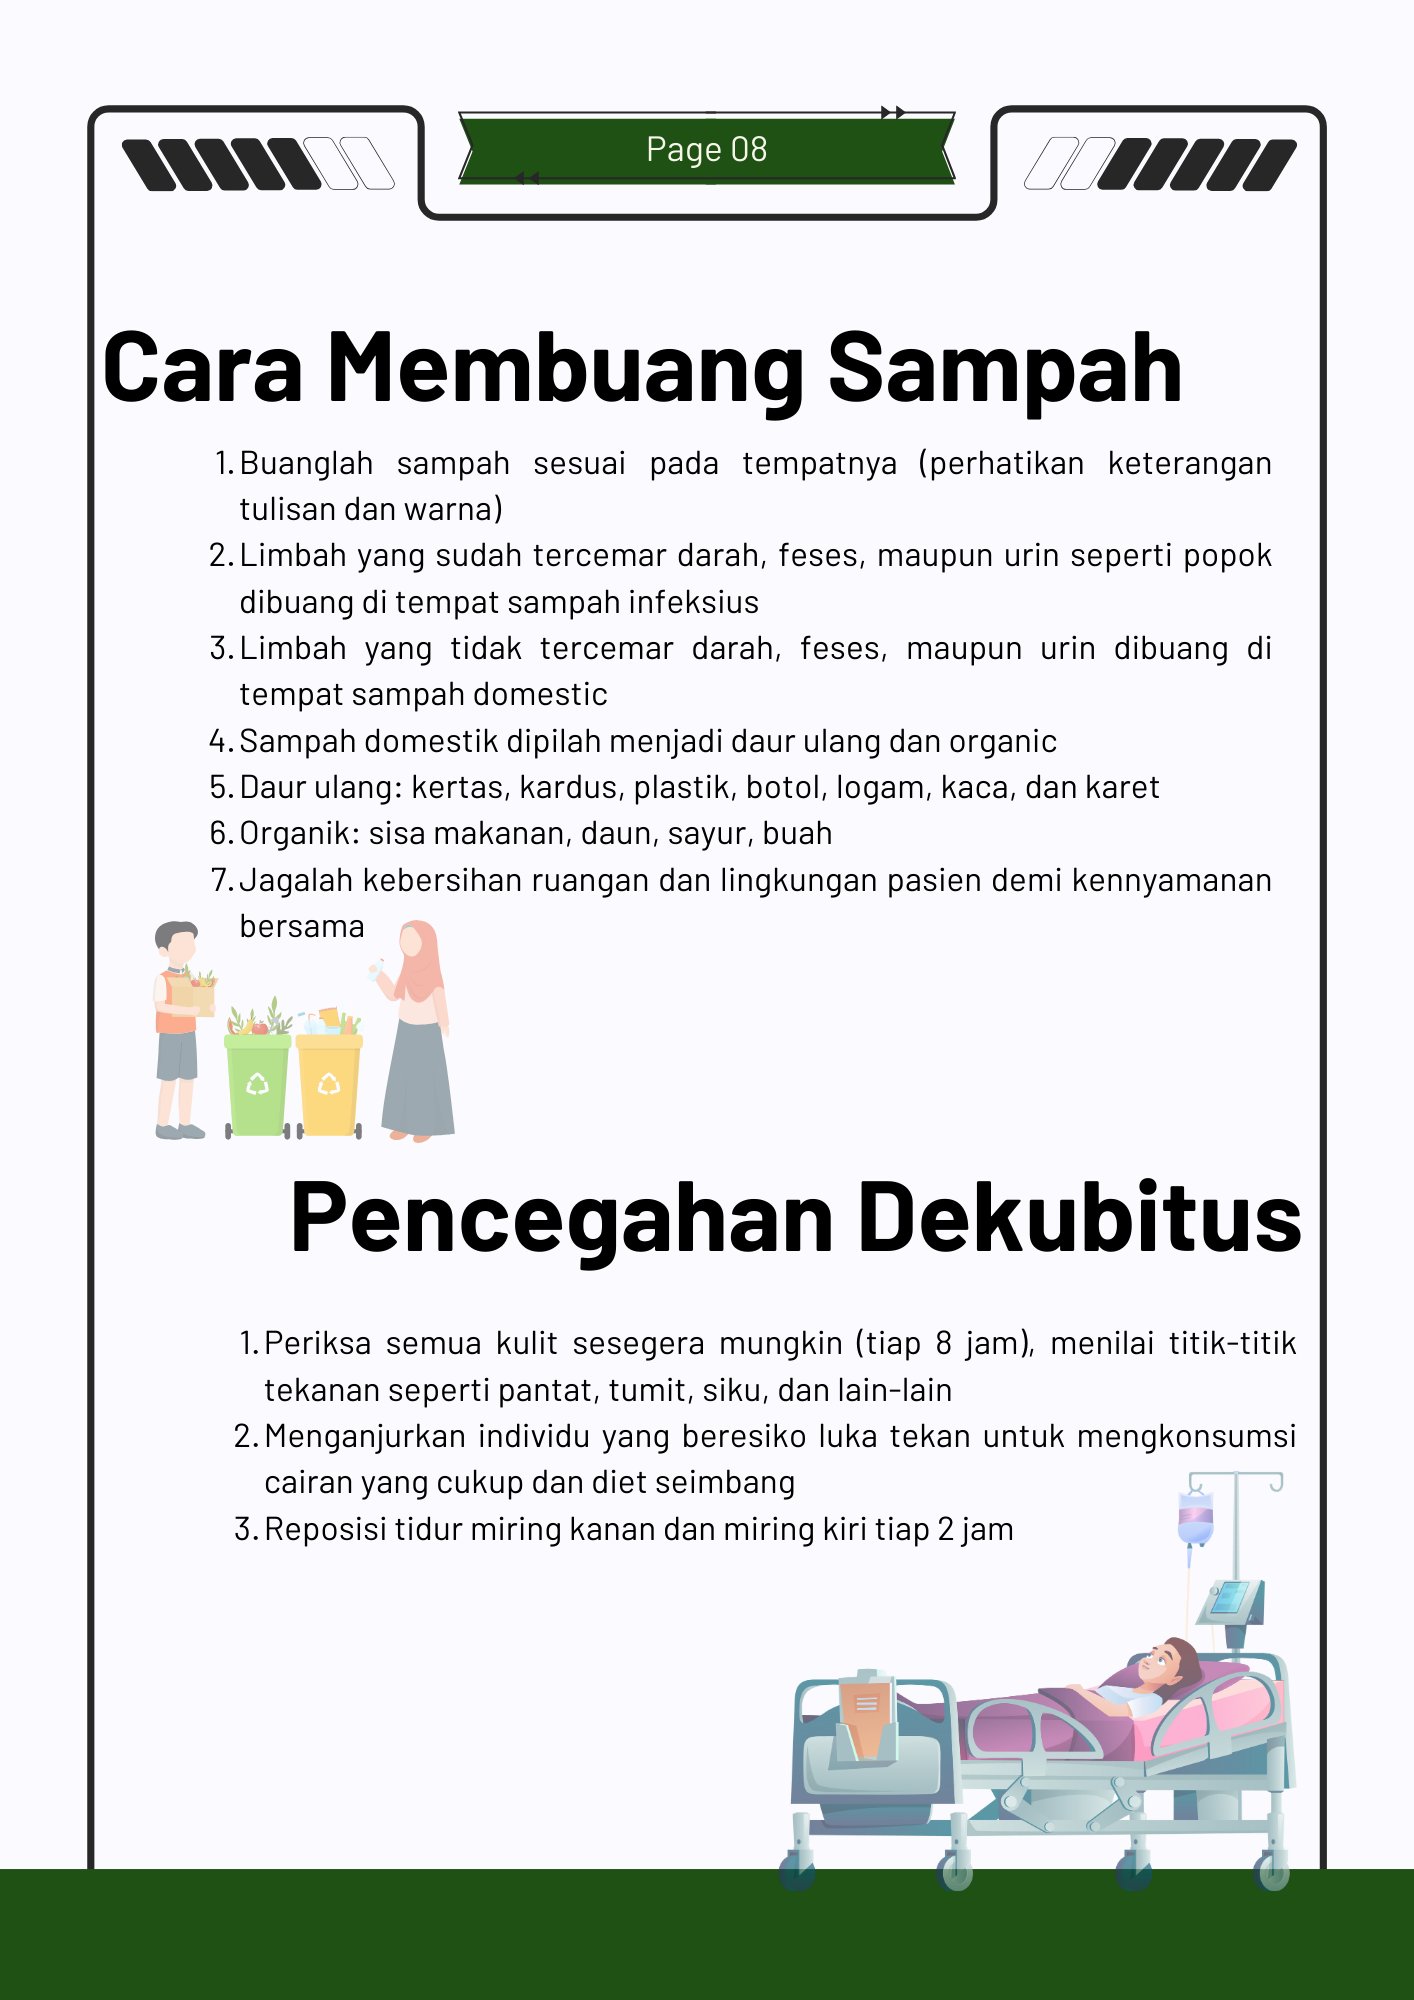 Page 08
Cara Membuang Sampah
1. Buanglah sampah sesuai pada tempatnya (perhatikan keterangan
tulisan dan warna)
2. Limbah yang sudah tercemar darah, feses, maupun urin seperti popok
dibuang di tempat sampah infeksius
3. Limbah yang tidak tercemar darah, feses, maupun urin dibuang di
tempat sampah domestic
4. Sampah domestik dipilah menjadi daur ulang dan organic
5. Daur ulang: kertas, kardus, plastik, botol, logam, kaca, dan karet
6. Organik: sisa makanan, daun, sayur, buah
7. Jagalah kebersihan ruangan dan lingkungan pasien demi kennyamanan
bersama
Pencegahan Dekubitus
1. Periksa semua kulit sesegera mungkin (tiap 8 jam), menilai titik-titik
tekanan seperti pantat, tumit, siku, dan lain-lain
2. Menganjurkan individu yang beresiko luka tekan untuk mengkonsumsi
cairan yang cukup dan diet seimbang
3. Reposisi tidur miring kanan dan miring kiri tiap 2 jam